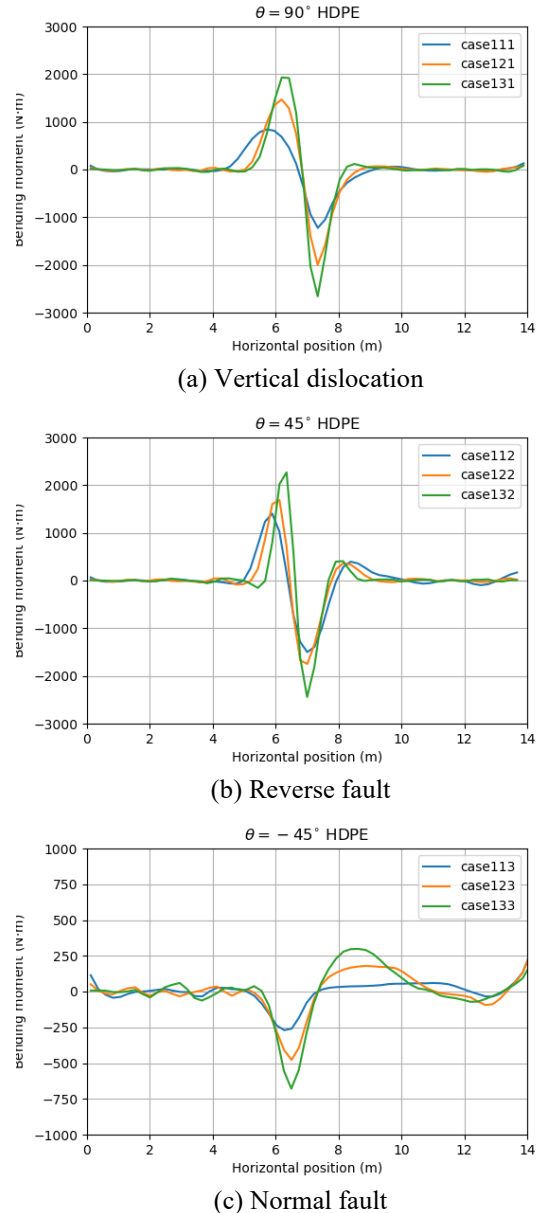 θ = 90° HDPE
3000
2000
1000
0
−1000
−2000
−3000
Bending moment (N·m)
case111
case121
case131
0 2 4 6 8 10 12 14
Horizontal position (m)
(a) Vertical dislocation
θ = 45° HDPE
3000
2000
1000
0
−1000
−2000
−3000
Bending moment (N·m)
case112
case122
case132
0 2 4 6 8 10 12 14
Horizontal position (m)
(b) Reverse fault
θ = − 45° HDPE
1000
750
500
250
0
−250
−500
−750
−1000
Bending moment (N·m)
case113
case123
case133
0 2 4 6 8 10 12 14
Horizontal position (m)
(c) Normal fault